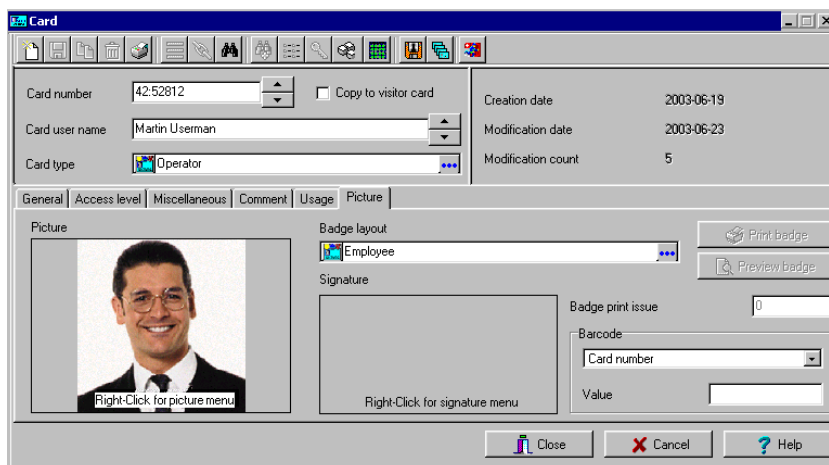 Card
Card number
42:52812
Copy to visitor card
Card user name
Martin Userman
Card type
Operator
Creation date
2003-06-19
Modification date
2003-06-23
Modification count
5
General
Access level
Miscellaneous
Comment
Usage
Picture
Picture
Right-Click for picture menu
Badge layout
Employee
Signature
Right-Click for signature menu
Print badge
Preview badge
Badge print issue
0
Barcode
Card number
Value
Close
Cancel
Help